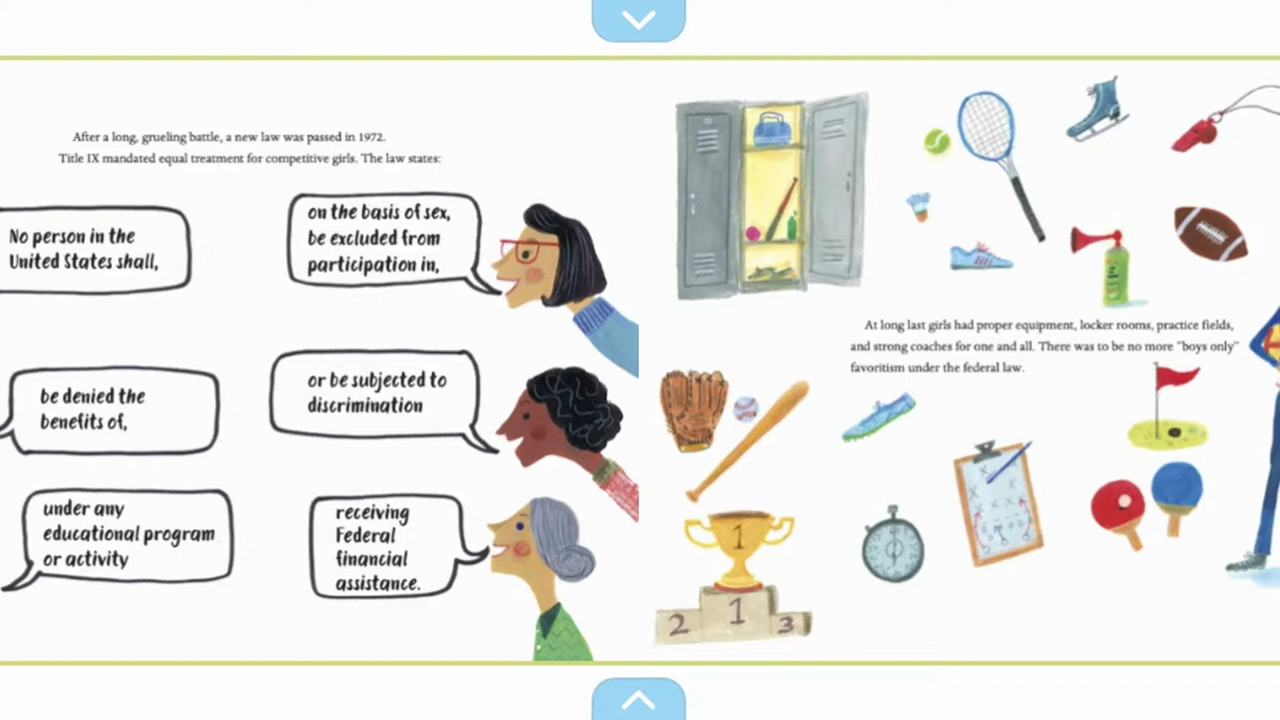 After a long, grueling battle, a new law was passed in 1972.
Title IX mandated equal treatment for competitive girls. The law states:
No person in the
United States shall,
on the basis of sex,
be excluded from
participation in,
be denied the
benefits of,
or be subjected to
discrimination
under any
educational program
or activity
receiving
Federal
financial
assistance.
At long last girls had proper equipment, locker rooms, practice fields,
and strong coaches for one and all. There was to be no more "boys only"
favoritism under the federal law.
1
2 1 3